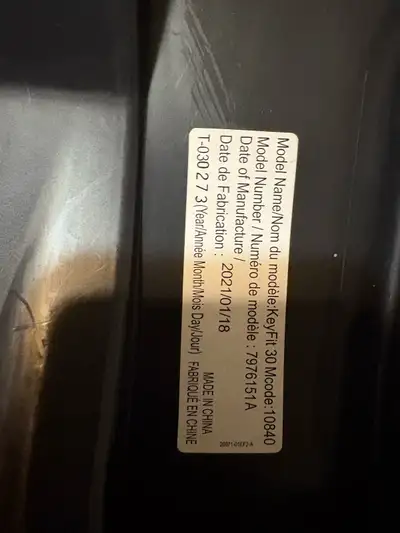 Model Name/Nom du modèle:KeyFit 30 Mcode:10840
Model Number / Numéro de modèle : 7976151A
Date of Manufacture /
Date de Fabrication : 2021/01/18
T-030 2 7 3 (Year/Année Month/Mois Day/Jour)
MADE IN CHINA
FABRIQUÉ EN CHINE